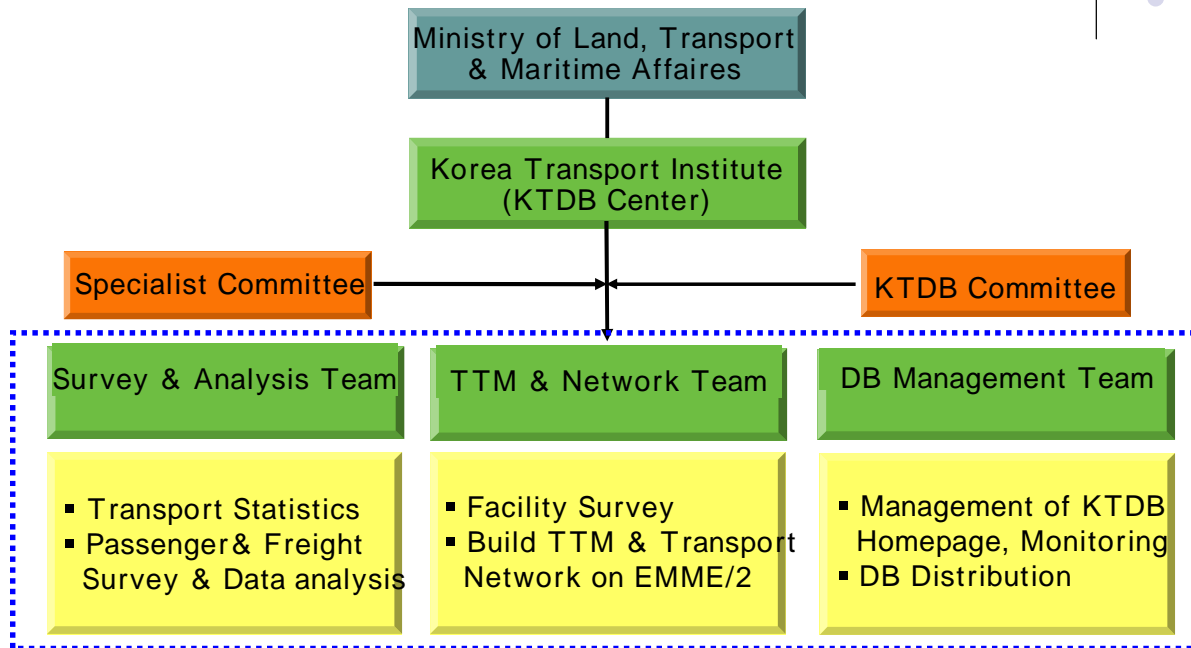 Ministry of Land, Transport
& Maritime Affaires
Korea Transport Institute
(KTDB Center)
Specialist Committee
KTDB Committee
Survey & Analysis Team
TTM & Network Team
DB Management Team
▪ Transport Statistics
▪ Passenger& Freight
Survey & Data analysis
▪ Facility Survey
▪ Build TTM & Transport
Network on EMME/2
▪ Management of KTDB
Homepage, Monitoring
▪ DB Distribution